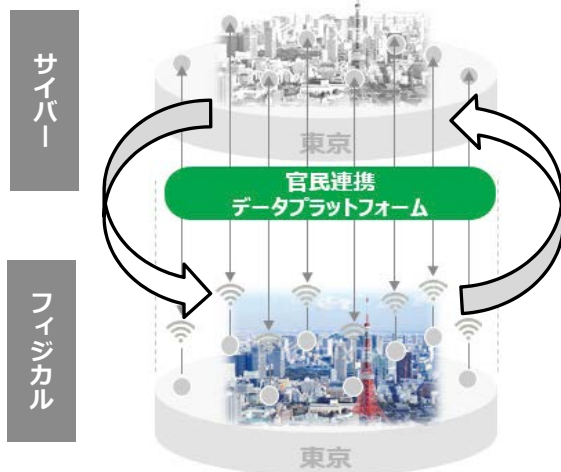 サイバー
東京
官民連携
データプラットフォーム
フィジカル
東京